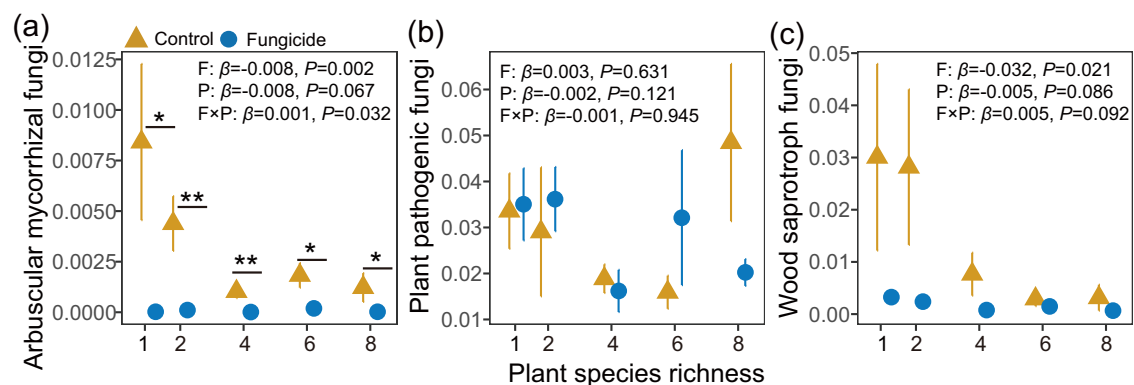 (a)
Control Fungicide
Arbuscular mycorrhizal fungi
0.0125
0.0100
0.0075
0.0050
0.0025
0.0000
F: β=-0.008, P=0.002
P: β=-0.008, P=0.067
F×P: β=0.001, P=0.032
*
**
**
*
*
1 2 4 6 8
(b)
Plant pathogenic fungi
0.06
0.05
0.04
0.03
0.02
0.01
F: β=0.003, P=0.631
P: β=-0.002, P=0.121
F×P: β=-0.001, P=0.945
1 2 4 6 8
(c)
Wood saprotroph fungi
0.05
0.04
0.03
0.02
0.01
0.00
F: β=-0.032, P=0.021
P: β=-0.005, P=0.086
F×P: β=0.005, P=0.092
1 2 4 6 8
Plant species richness